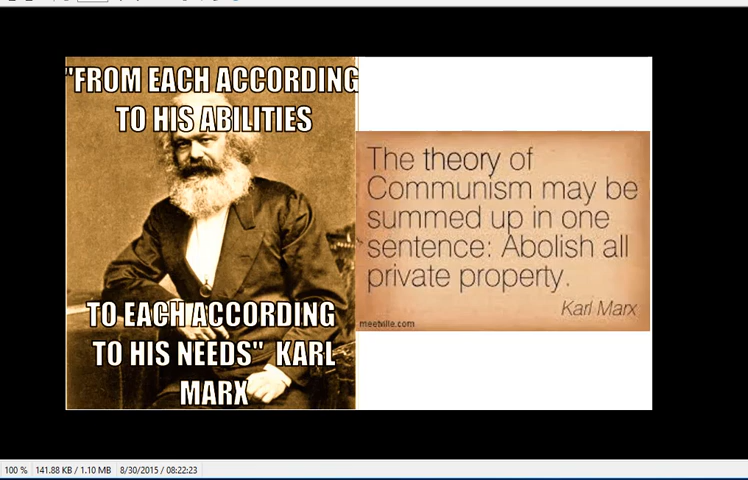 "FROM EACH ACCORDING
TO HIS ABILITIES
TO EACH ACCORDING
TO HIS NEEDS" KARL
MARX
The theory of
Communism may be
summed up in one
sentence: Abolish all
private property.
Karl Marx
meetville.com
100 % 141.88 KB / 1.10 MB 8/30/2015 / 08:22:23